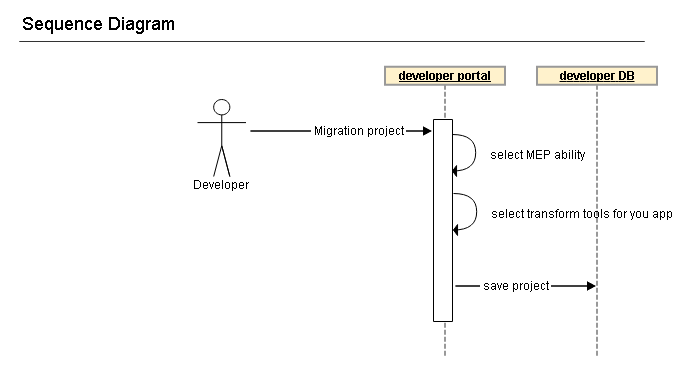 Sequence Diagram
developer portal
developer DB
Migration project
select MEP ability
Developer
select transform tools for you app
save project